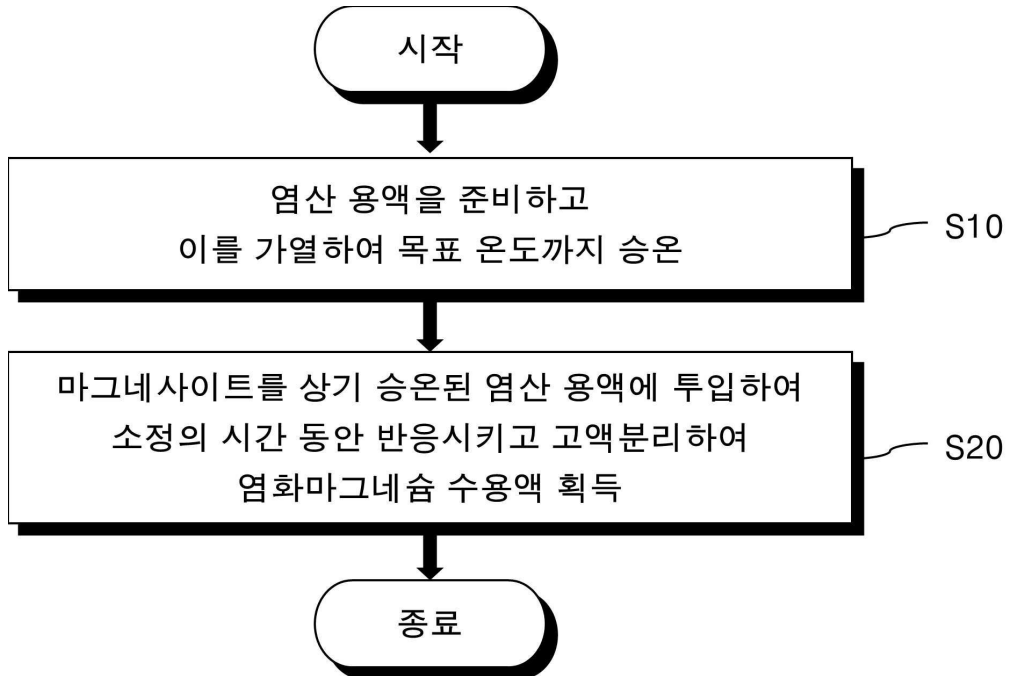 시작
염산 용액을 준비하고
이를 가열하여 목표 온도까지 승온
S10
마그네사이트를 상기 승온된 염산 용액에 투입하여
소정의 시간 동안 반응시키고 고액분리하여
염화마그네슘 수용액 획득
S20
종료